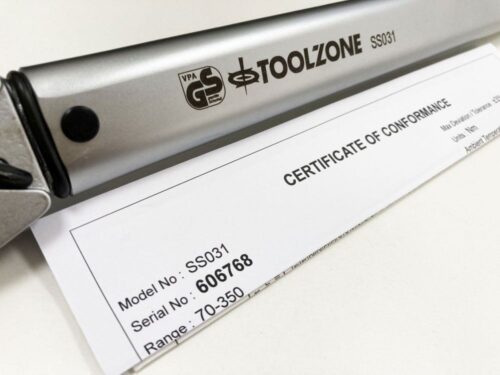 VPA
GS
TOOLZONE SS031
CERTIFICATE OF CONFORMANCE
Max Deviation / Tolerance
Units : Nm
Ambient
Model No : SS031
Serial No : 606768
Range : 70-350